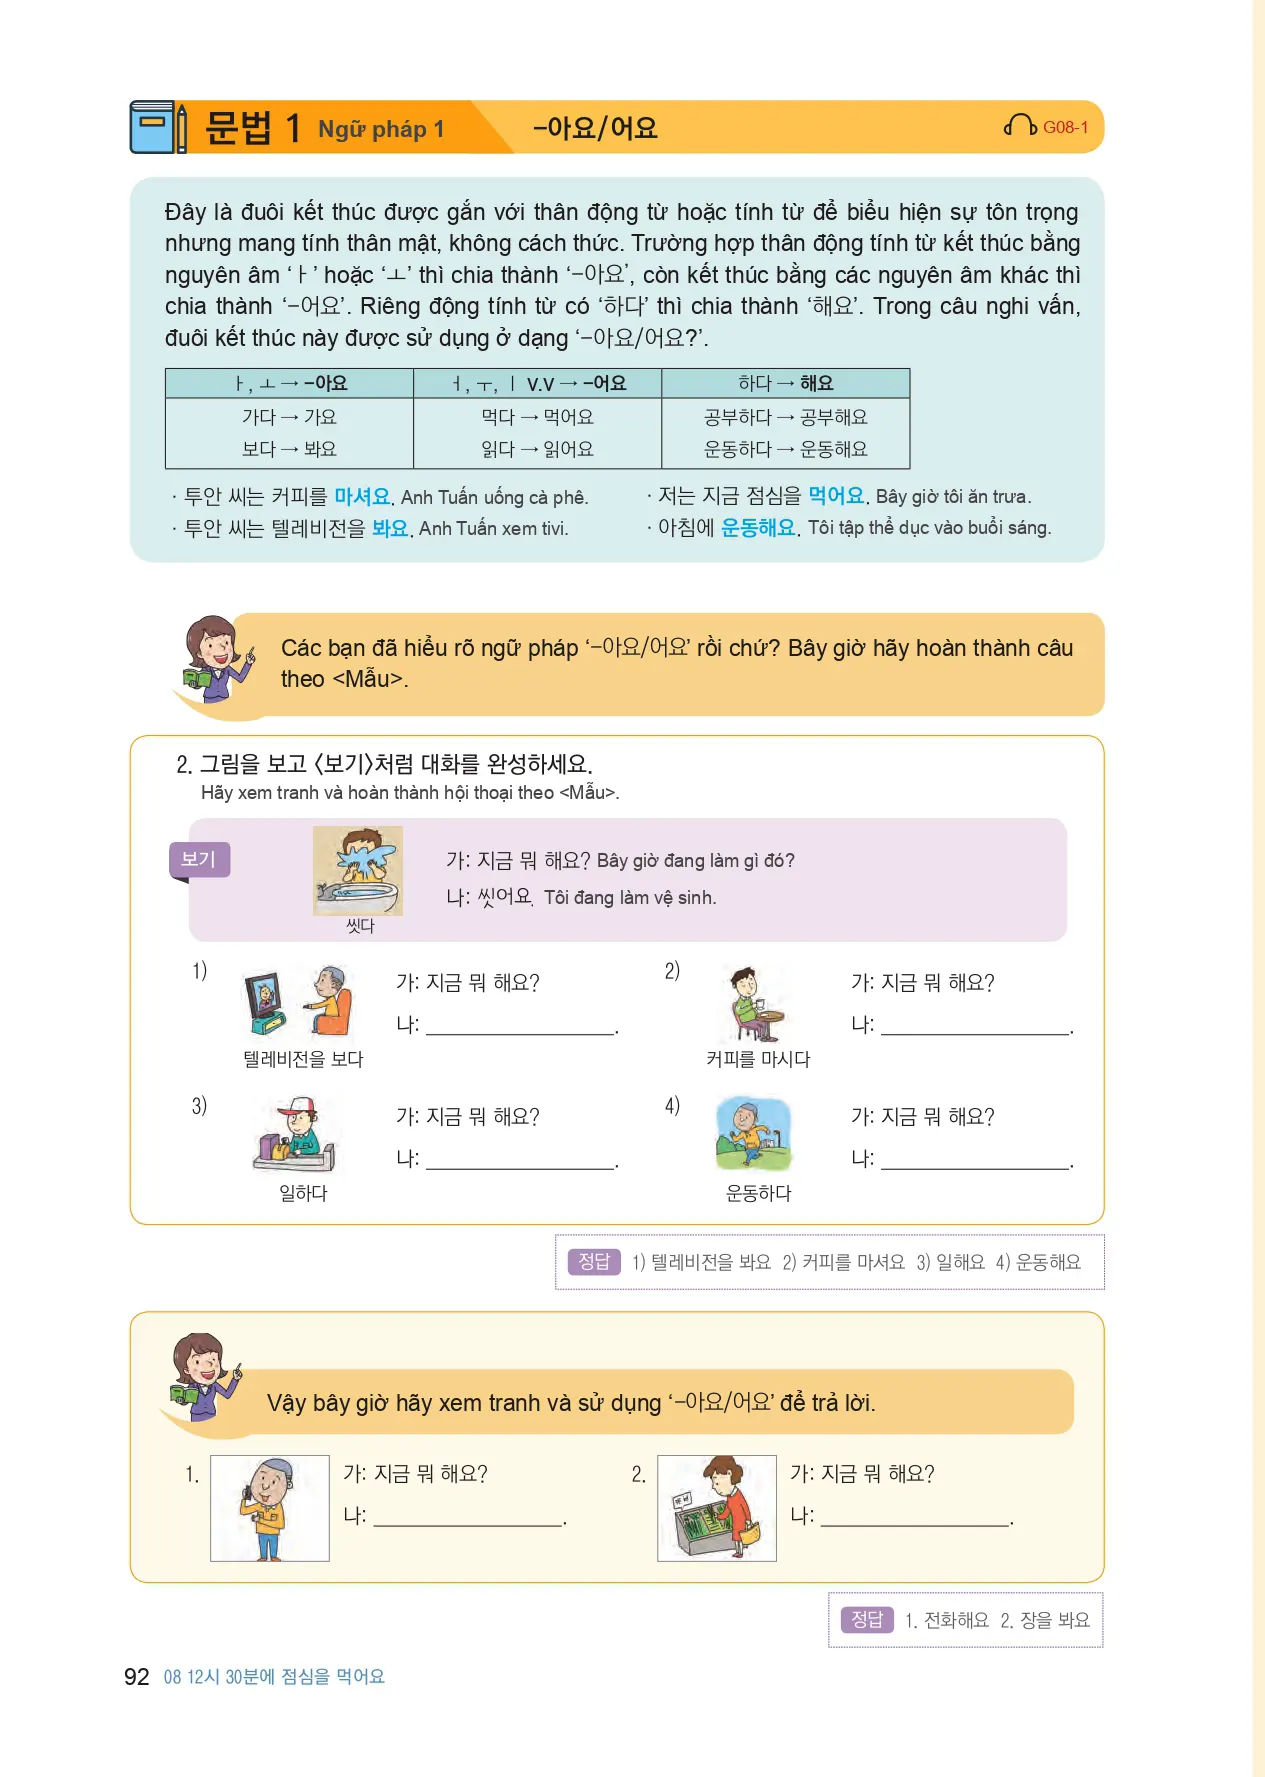 문법 1 Ngữ pháp 1 -아요/어요 G08-1
Đây là đuôi kết thúc được gắn với thân động từ hoặc tính từ để biểu hiện sự tôn trọng
nhưng mang tính thân mật, không cách thức. Trường hợp thân động tính từ kết thúc bằng
nguyên âm ‘ㅏ’ hoặc ‘ㅗ’ thì chia thành ‘-아요’, còn kết thúc bằng các nguyên âm khác thì
chia thành ‘-어요’. Riêng động tính từ có ‘하다’ thì chia thành ‘해요’. Trong câu nghi vấn,
đuôi kết thúc này được sử dụng ở dạng ‘-아요/어요?’.
ㅏ, ㅗ → -아요 ㅓ, ㅜ, ㅣ V.V → -어요 하다 → 해요
가다 → 가요 먹다 → 먹어요 공부하다 → 공부해요
보다 → 봐요 읽다 → 읽어요 운동하다 → 운동해요
· 투안 씨는 커피를 마셔요. Anh Tuấn uống cà phê. · 저는 지금 점심을 먹어요. Bây giờ tôi ăn trưa.
· 투안 씨는 텔레비전을 봐요. Anh Tuấn xem tivi. · 아침에 운동해요. Tôi tập thể dục vào buổi sáng.
Các bạn đã hiểu rõ ngữ pháp ‘-아요/어요’ rồi chứ? Bây giờ hãy hoàn thành câu
theo <Mẫu>.
2. 그림을 보고 <보기>처럼 대화를 완성하세요.
Hãy xem tranh và hoàn thành hội thoại theo <Mẫu>.
보기
가: 지금 뭐 해요? Bây giờ đang làm gì đó?
나: 씻어요. Tôi đang làm vệ sinh.
씻다
1) 가: 지금 뭐 해요? 2) 가: 지금 뭐 해요?
나: __________________. 나: __________________.
텔레비전을 보다 커피를 마시다
3) 가: 지금 뭐 해요? 4) 가: 지금 뭐 해요?
나: __________________. 나: __________________.
일하다 운동하다
정답 1) 텔레비전을 봐요 2) 커피를 마셔요 3) 일해요 4) 운동해요
Vậy bây giờ hãy xem tranh và sử dụng ‘-아요/어요’ để trả lời.
1. 가: 지금 뭐 해요? 2. 가: 지금 뭐 해요?
나: __________________. 나: __________________.
정답 1. 전화해요 2. 장을 봐요
92 08 12시 30분에 점심을 먹어요